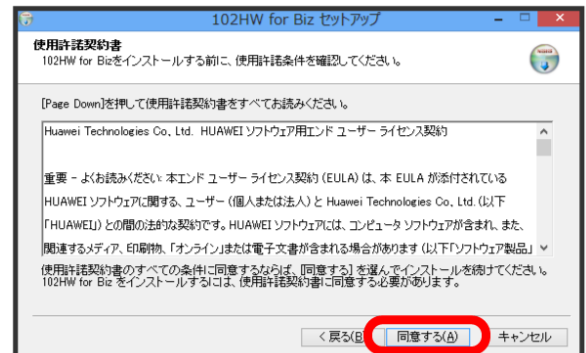 102HW for Biz セットアップ
使用許諾契約書
102HW for Bizをインストールする前に、使用許諾条件を確認してください。
[Page Down]を押して使用許諾契約書をすべてお読みください。
Huawei Technologies Co., Ltd. HUAWEI ソフトウェア用エンド ユーザー ライセンス契約
重要 - よくお読みください: 本エンド ユーザー ライセンス契約 (EULA) は、本 EULA が添付されている
HUAWEI ソフトウェアに関する、ユーザー (個人または法人) と Huawei Technologies Co., Ltd. (以下
「HUAWEI」) との間の法的な契約です。HUAWEI ソフトウェアには、コンピュータ ソフトウェアが含まれ、また、
関連するメディア、印刷物、「オンライン」または電子文書が含まれる場合があります (以下「ソフトウェア製品」
使用許諾契約書のすべての条件に同意するならば、[同意する] を選んでインストールを続けてください。
102HW for Biz をインストールするには、使用許諾契約書に同意する必要があります。
< 戻る(B) 同意する(A) キャンセル